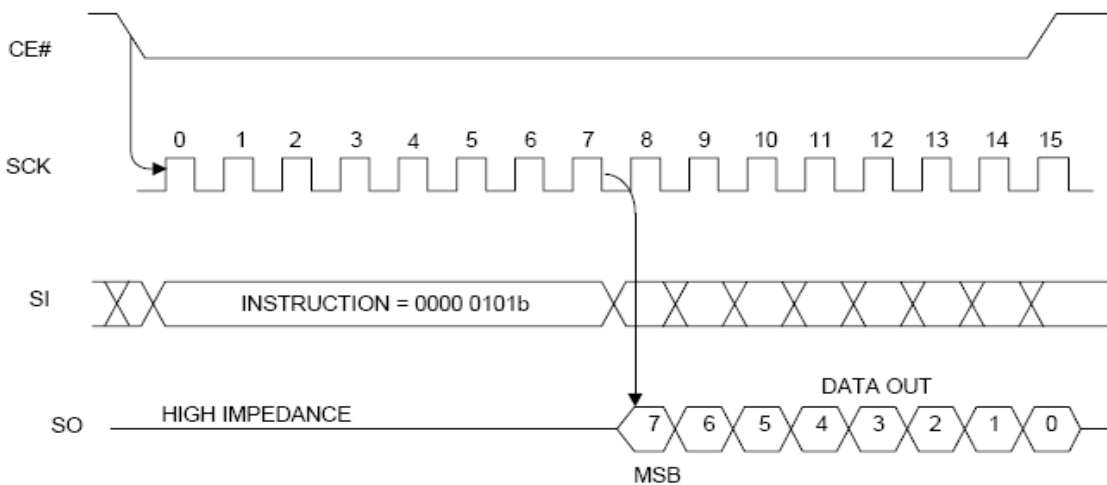 CE#
0 1 2 3 4 5 6 7 8 9 10 11 12 13 14 15
SCK
SI INSTRUCTION = 0000 0101b
DATA OUT
HIGH IMPEDANCE
SO 7 6 5 4 3 2 1 0
MSB